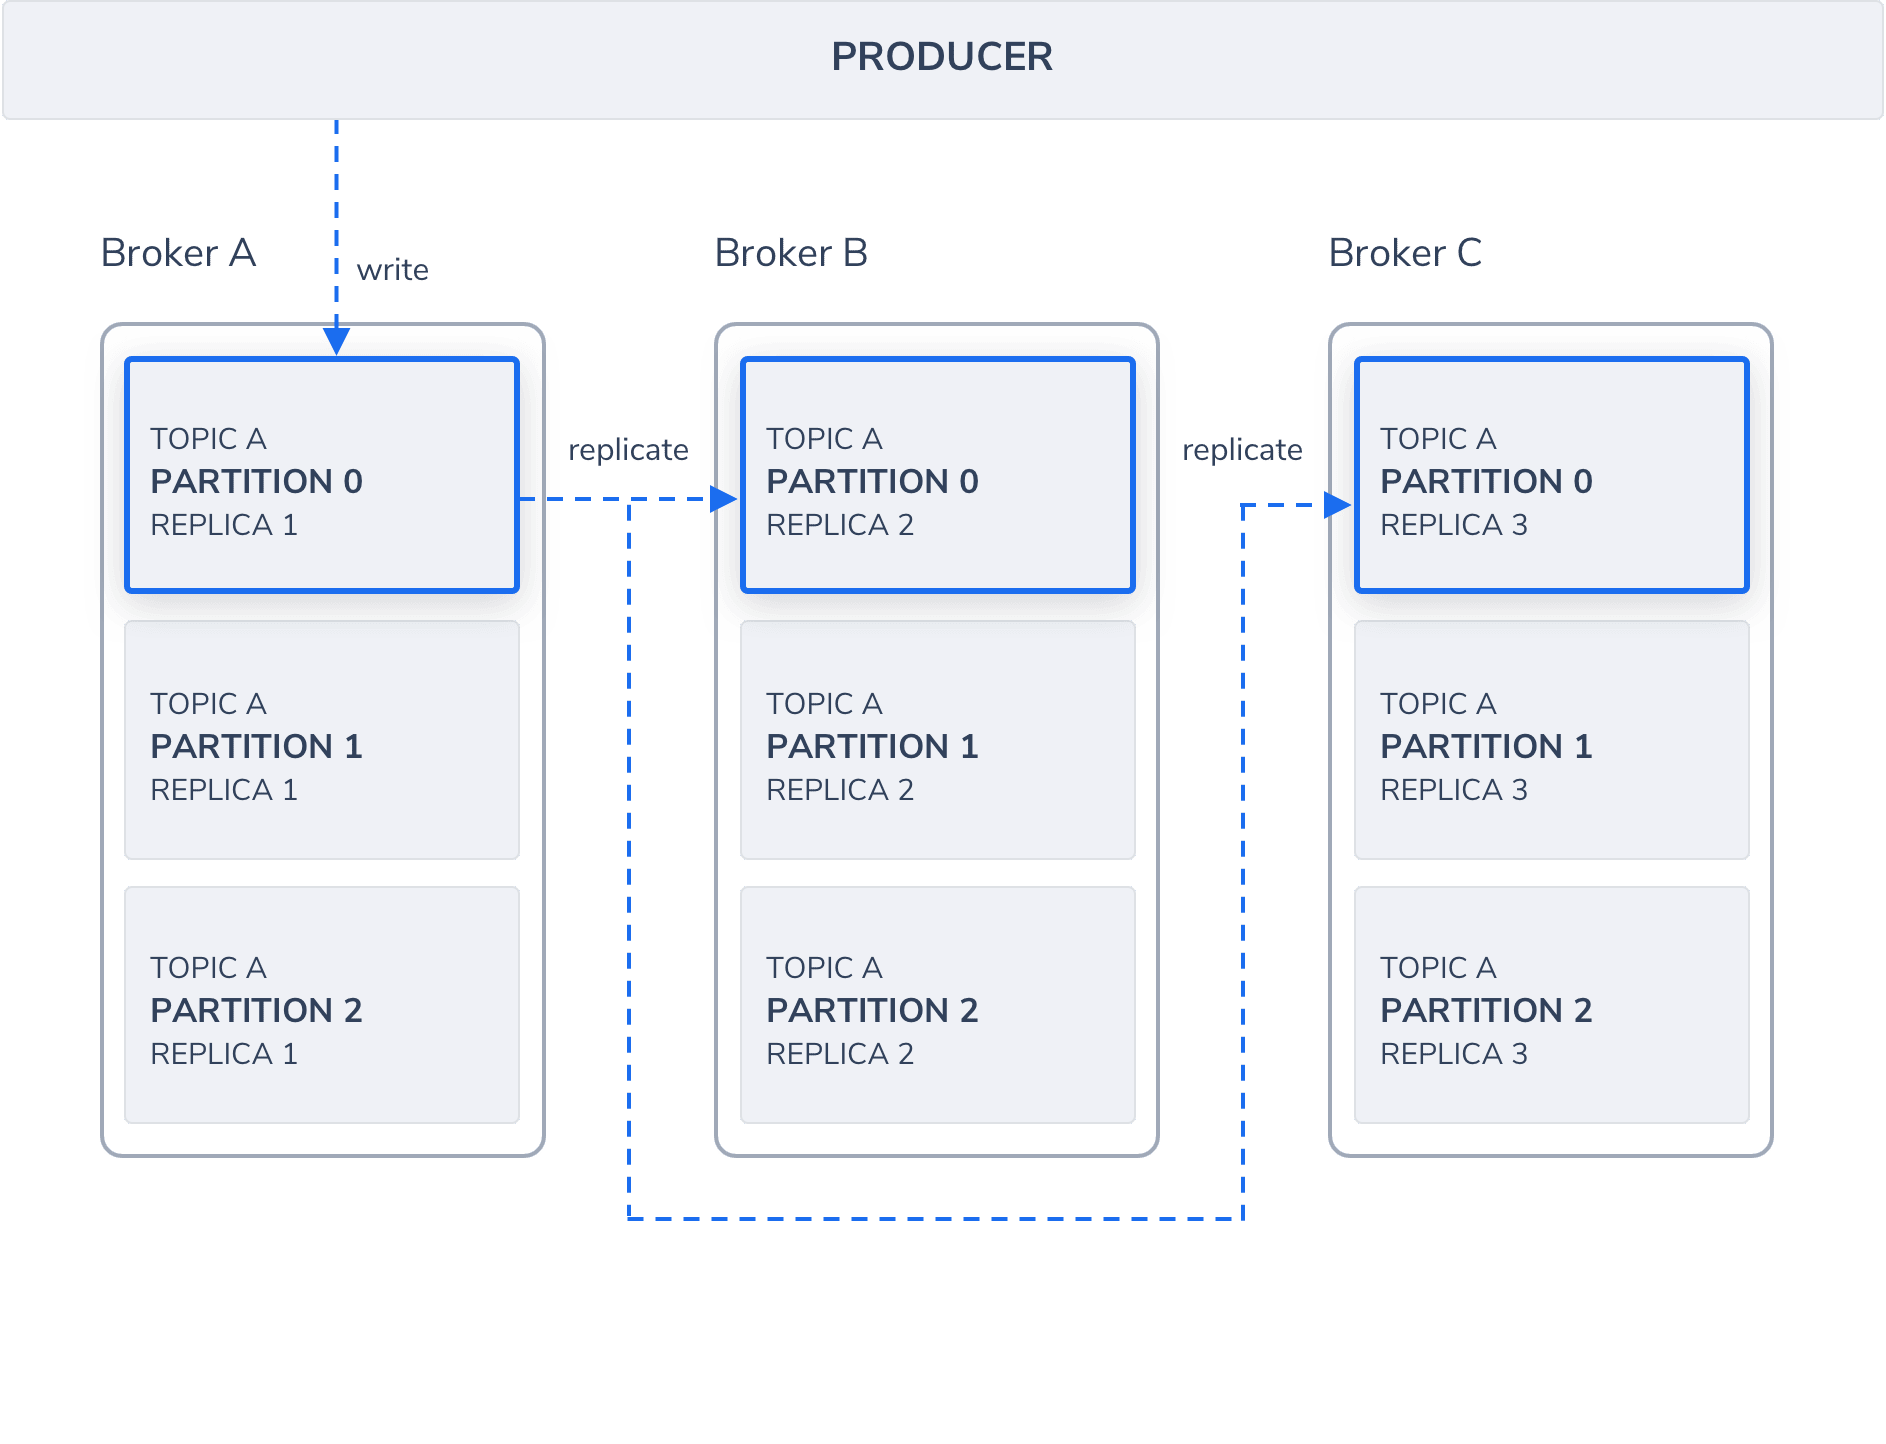 PRODUCER
Broker A
write
Broker B
Broker C
TOPIC A
PARTITION 0
REPLICA 1
replicate
TOPIC A
PARTITION 0
REPLICA 2
replicate
TOPIC A
PARTITION 0
REPLICA 3
TOPIC A
PARTITION 1
REPLICA 1
TOPIC A
PARTITION 1
REPLICA 2
TOPIC A
PARTITION 1
REPLICA 3
TOPIC A
PARTITION 2
REPLICA 1
TOPIC A
PARTITION 2
REPLICA 2
TOPIC A
PARTITION 2
REPLICA 3